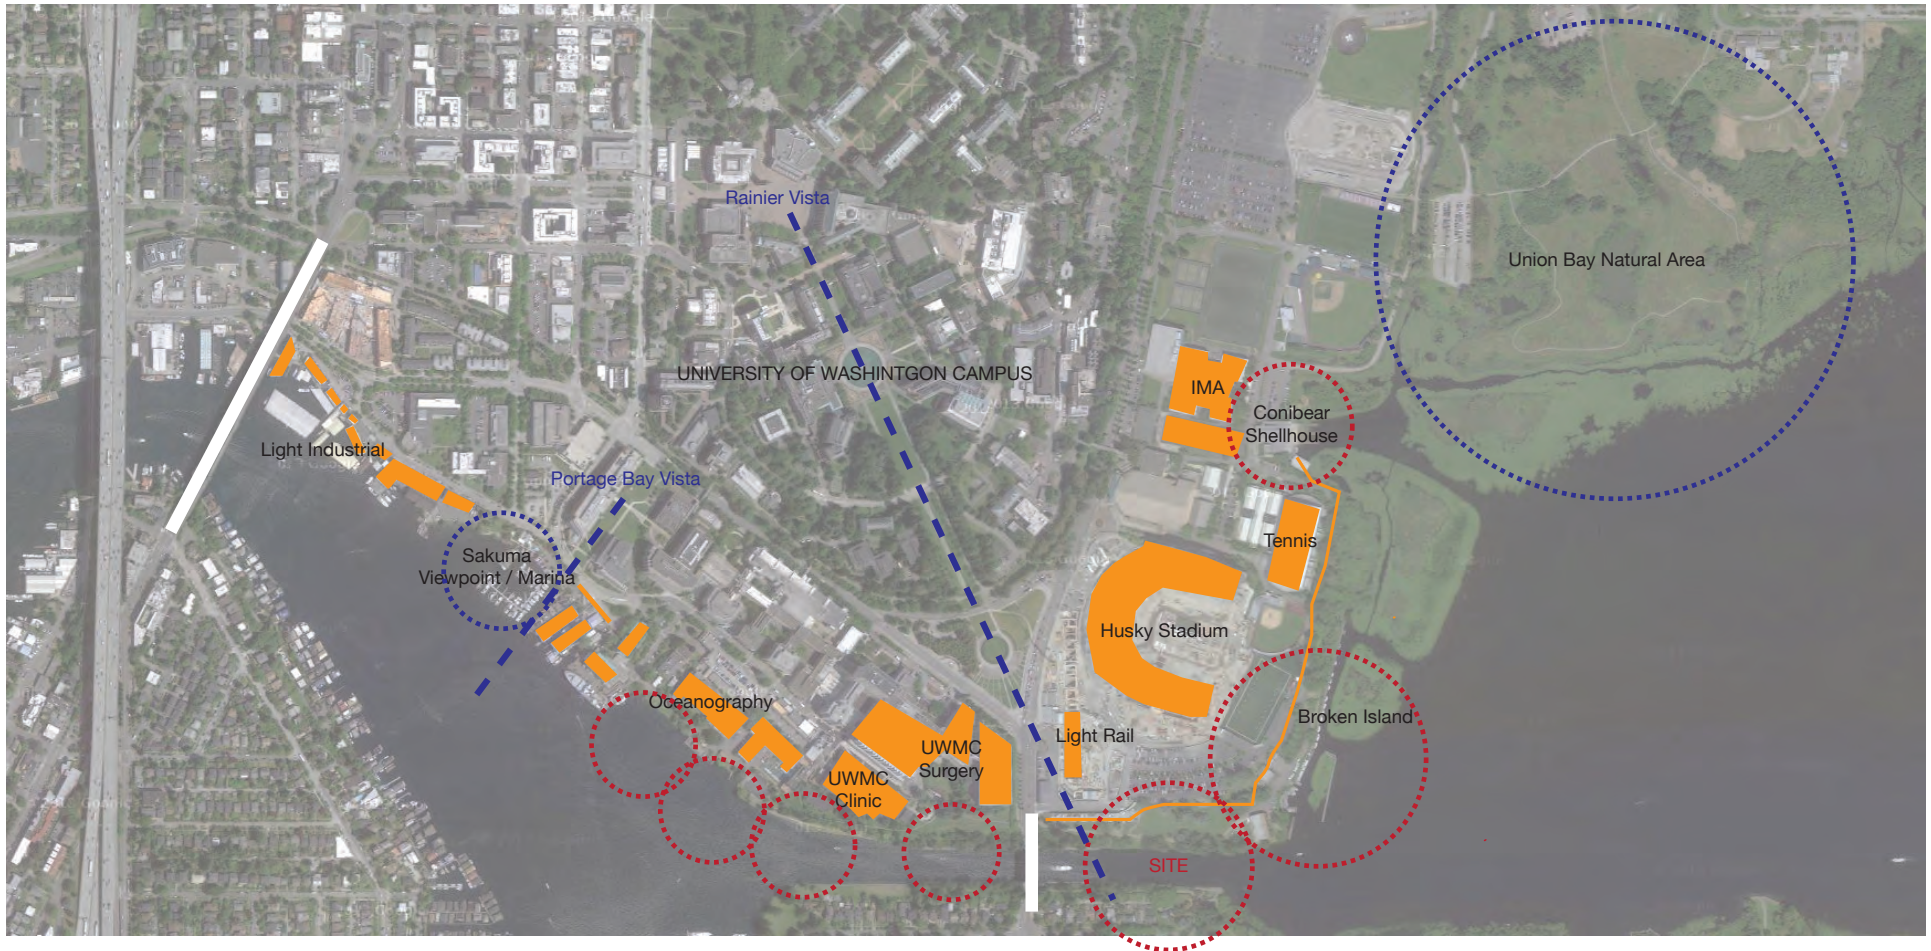 Rainier Vista
Union Bay Natural Area
UNIVERSITY OF WASHINTGON CAMPUS
IMA
Conibear
Shellhouse
Light Industrial
Portage Bay Vista
Sakuma
Viewpoint / Marina
Tennis
Husky Stadium
Oceanography
Broken Island
Light Rail
UWMC
Surgery
UWMC
Clinic
SITE